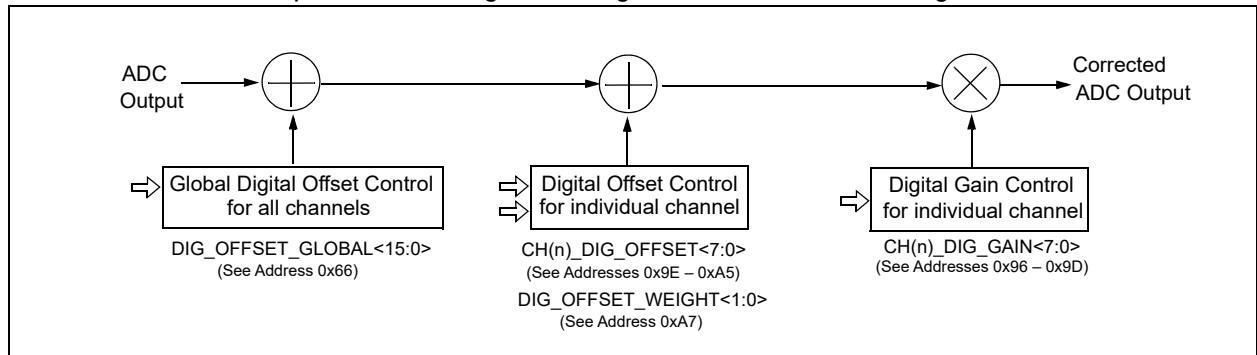 ADC
Output
Corrected
ADC Output
Global Digital Offset Control
for all channels
DIG_OFFSET_GLOBAL<15:0>
(See Address 0x66)
Digital Offset Control
for individual channel
CH(n)_DIG_OFFSET<7:0>
(See Addresses 0x9E – 0xA5)
DIG_OFFSET_WEIGHT<1:0>
(See Address 0xA7)
Digital Gain Control
for individual channel
CH(n)_DIG_GAIN<7:0>
(See Addresses 0x96 – 0x9D)